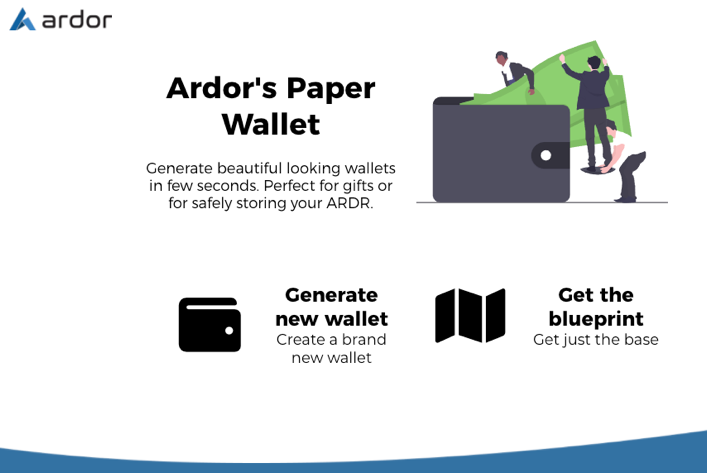 ardor
Ardor's Paper
Wallet
Generate beautiful looking wallets
in few seconds. Perfect for gifts or
for safely storing your ARDR.
Generate
new wallet
Create a brand
new wallet
Get the
blueprint
Get just the base